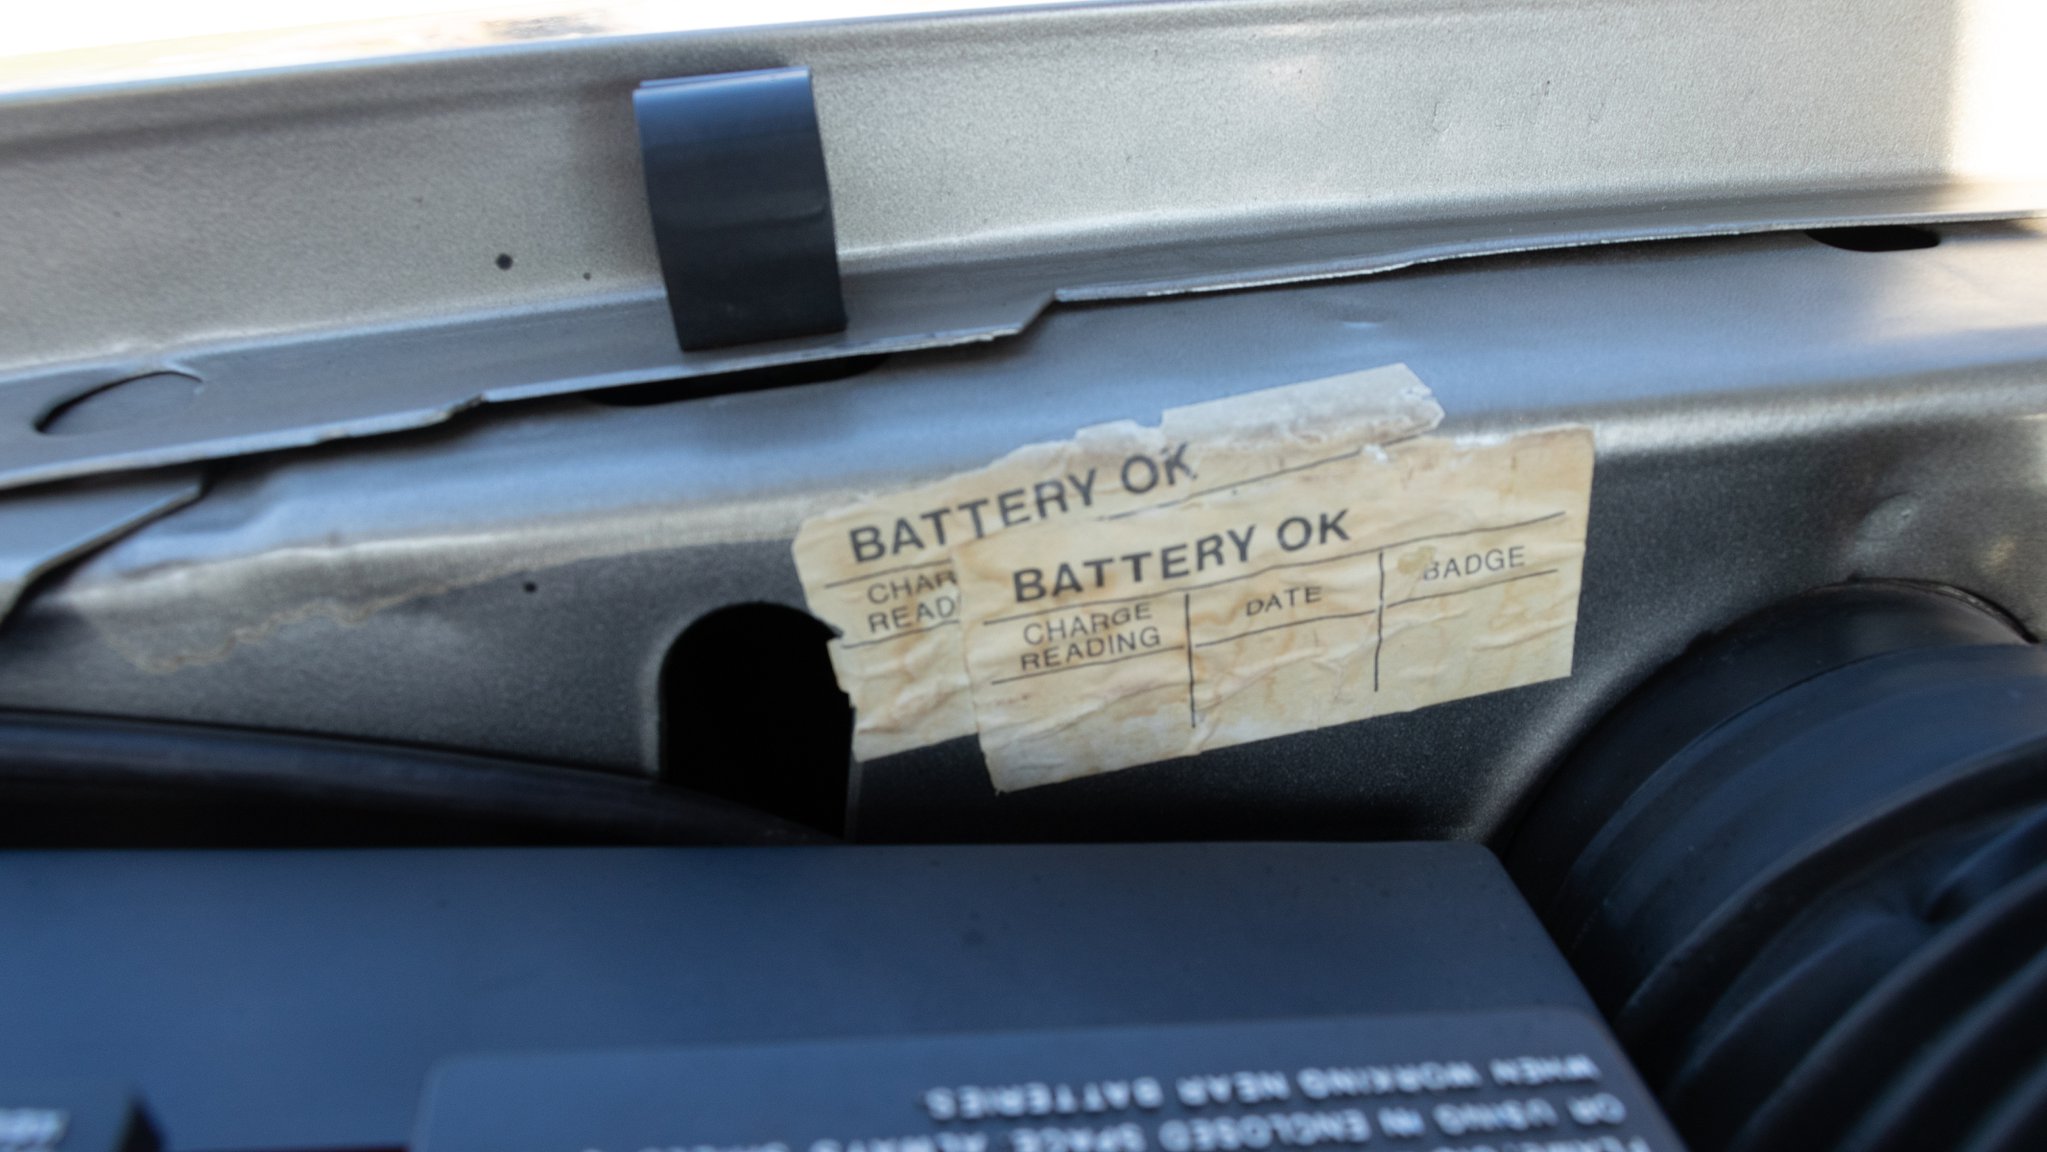 BATTERY OK
CHAR
READ
BATTERY OK
CHARGE READING
DATE
BADGE
WHEN WORKING NEAR BATTERIES.
OR USING IN ENCLOSED SPACE. ALWAYS